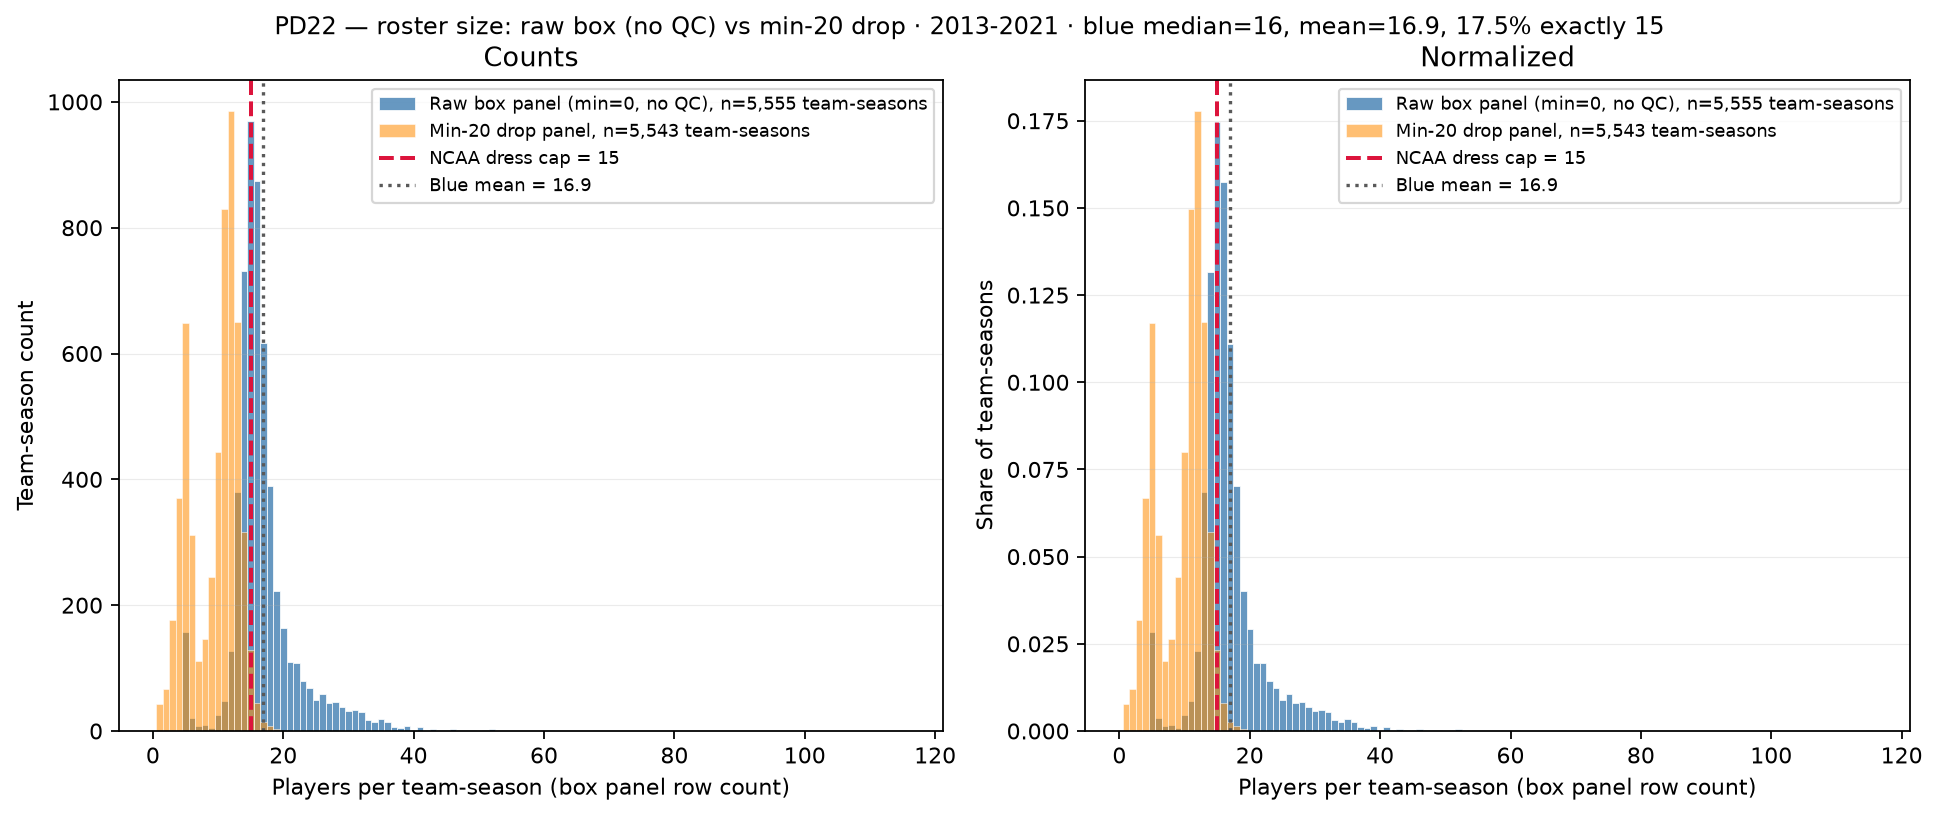 PD22 — roster size: raw box (no QC) vs min-20 drop · 2013-2021 · blue median=16, mean=16.9, 17.5% exactly 15
Counts
Raw box panel (min=0, no QC), n=5,555 team-seasons
Min-20 drop panel, n=5,543 team-seasons
NCAA dress cap = 15
Blue mean = 16.9
Team-season count
1000
800
600
400
200
0
0 20 40 60 80 100 120
Players per team-season (box panel row count)
Normalized
Raw box panel (min=0, no QC), n=5,555 team-seasons
Min-20 drop panel, n=5,543 team-seasons
NCAA dress cap = 15
Blue mean = 16.9
Share of team-seasons
0.175
0.150
0.125
0.100
0.075
0.050
0.025
0.000
0 20 40 60 80 100 120
Players per team-season (box panel row count)